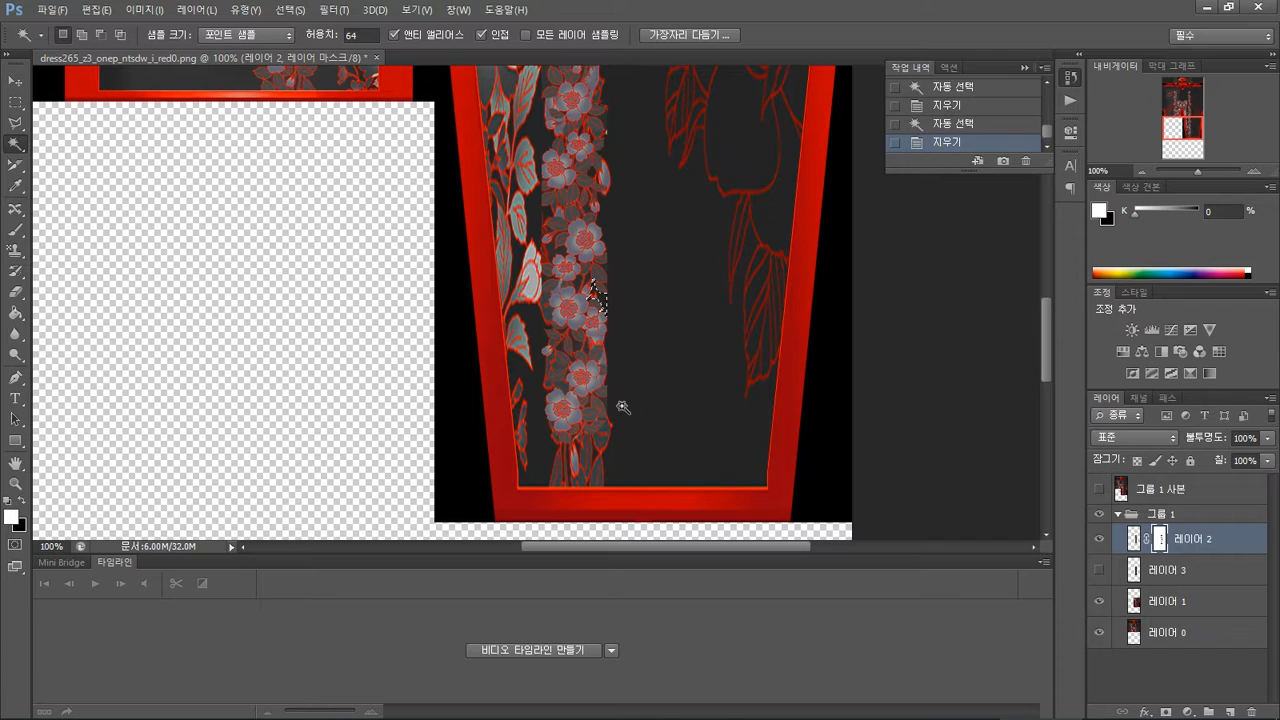 Ps 파일(F) 편집(E) 이미지(I) 레이어(L) 유형(Y) 선택(S) 필터(T) 3D(D) 보기(V) 창(W) 도움말(H)
샘플 크기: 포인트 샘플 허용치: 64 앤티 앨리어스 인접 모든 레이어 샘플링 가장자리 다듬기... 필수
dress265_z3_onep_ntsdw_i_red0.png @ 100% (레이어 2, 레이어 마스크/8) * ×
작업 내역 액션
자동 선택
지우기
자동 선택
지우기
내비게이터 히스토그램
100%
색상 색상 견본
K 0 %
조정 스타일
조정 추가
레이어 채널 패스
종류
표준 불투명도: 100%
잠그기: 칠: 100%
그룹 1 사본
그룹 1
레이어 2
레이어 3
레이어 1
레이어 0
100% 문서:6.00M/32.0M
Mini Bridge 타임라인
비디오 타임라인 만들기